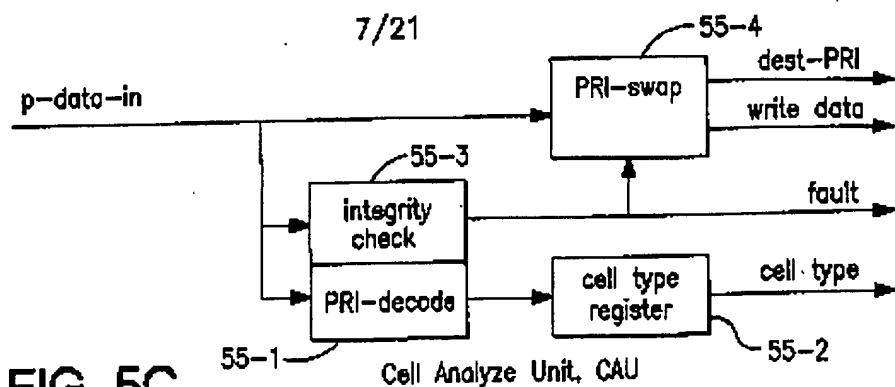 7/21
55-4
p-data-in
PRI-swap
dest-PRI
write data
55-3
integrity
check
fault
PRI-decode
cell type
register
cell type
55-1
55-2
FIG. 5C
Cell Analyze Unit, CAU